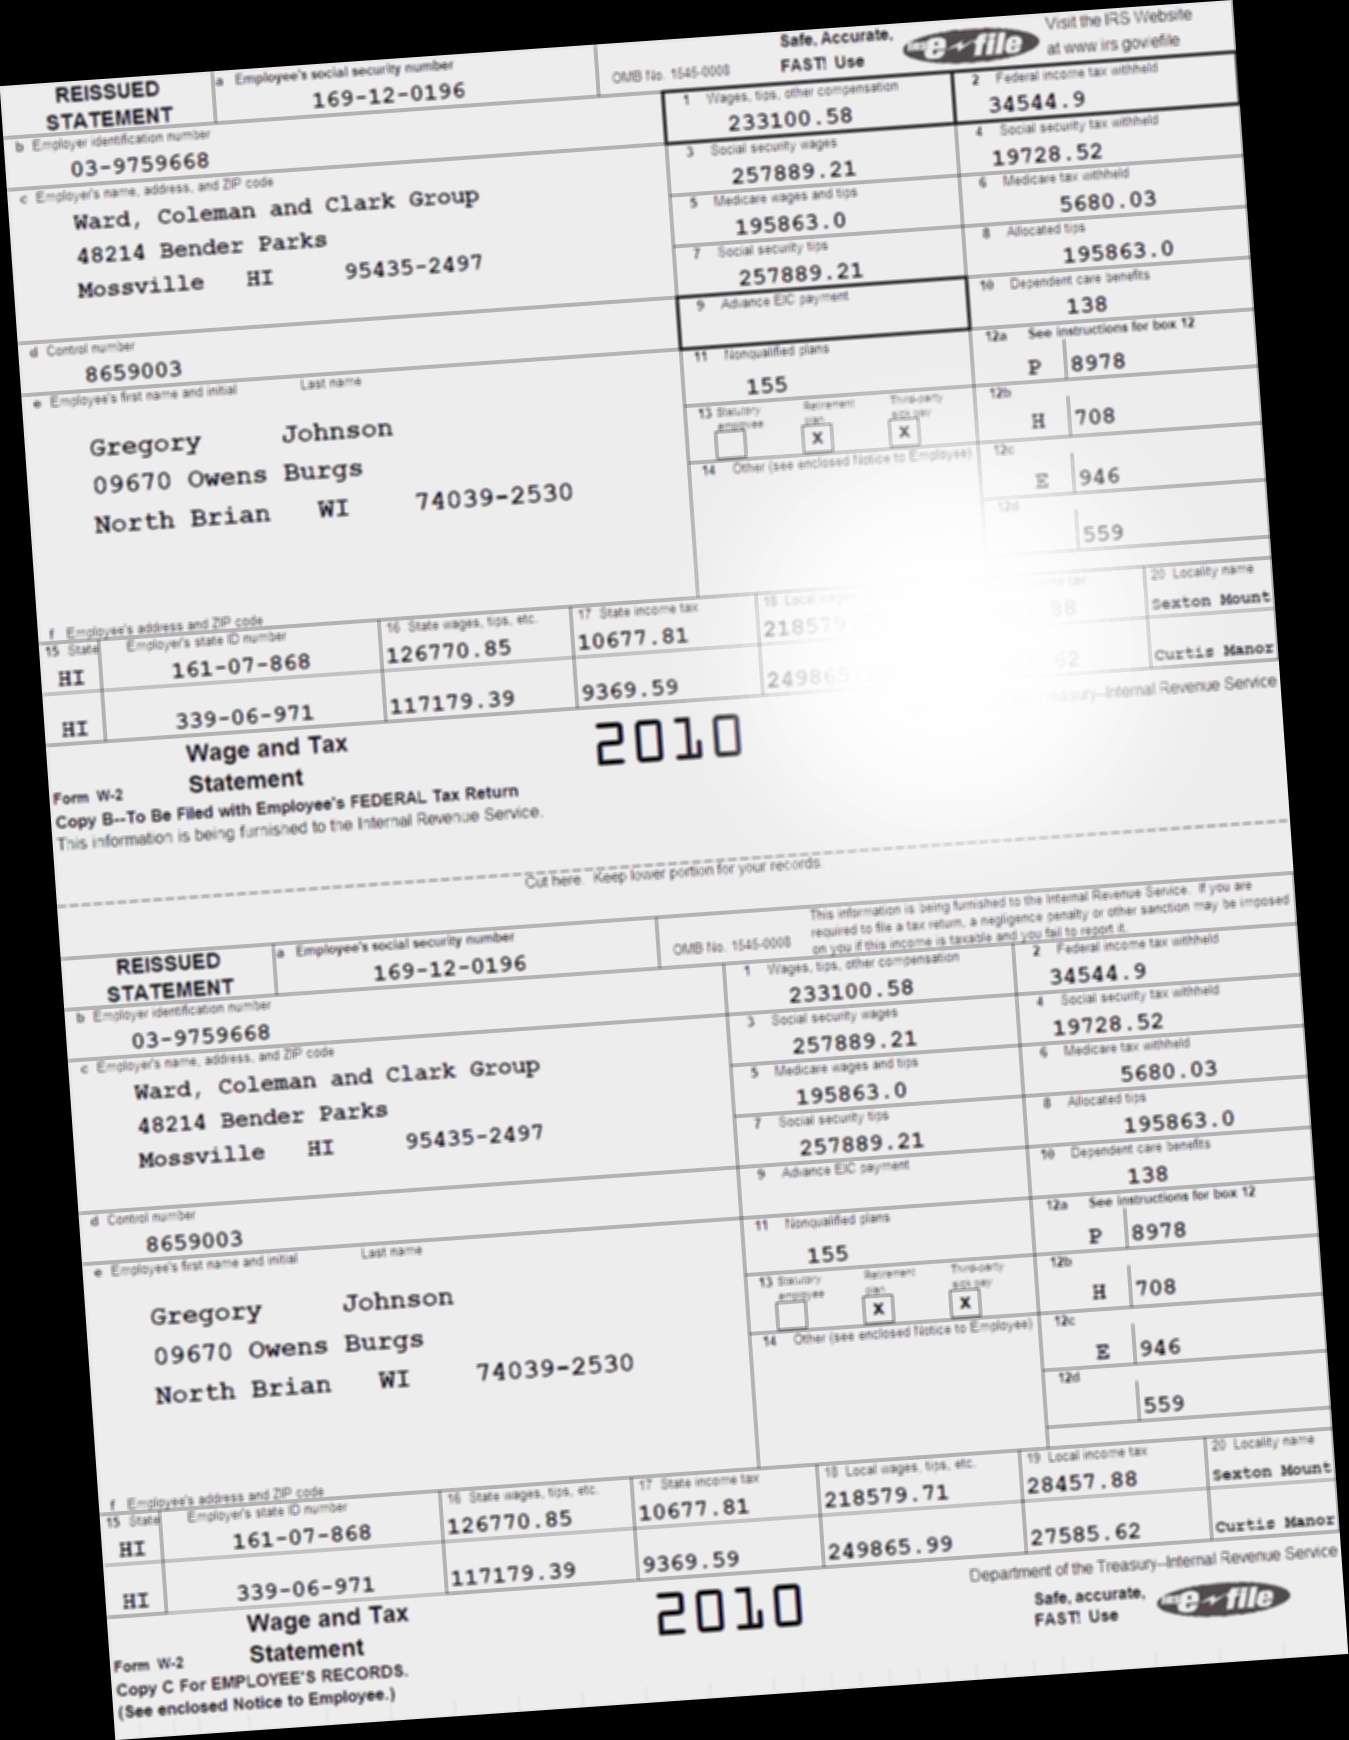 Safe, Accurate, FAST! Use IRS e-file Visit the IRS Website at www irs gov/efile
REISSUED STATEMENT
a Employee's social security number
169-12-0196
OMB No. 1545-0008
1 Wages, tips, other compensation
233100.58
2 Federal income tax withheld
34544.9
b Employer identification number
03-9759668
3 Social security wages
257889.21
4 Social security tax withheld
19728.52
c Employer's name, address, and ZIP code
Ward, Coleman and Clark Group
48214 Bender Parks
Mossville HI 95435-2497
5 Medicare wages and tips
195863.0
6 Medicare tax withheld
5680.03
7 Social security tips
257889.21
8 Allocated tips
195863.0
9 Advance EIC payment
10 Dependent care benefits
138
d Control number
8659003
11 Nonqualified plans
155
12a See instructions for box 12
P 8978
e Employee's first name and initial Last name
Gregory Johnson
09670 Owens Burgs
North Brian WI 74039-2530
13 Statutory employee Retirement plan Third-party sick pay
X X
12b
H 708
14 Other (see enclosed Notice to Employee)
12c
E 946
12d
559
f Employee's address and ZIP code
15 State Employer's state ID number 16 State wages, tips, etc. 17 State income tax 18 Local 20 Locality name
HI 161-07-868 126770.85 10677.81 218579 Sexton Mount
HI 339-06-971 117179.39 9369.59 249865 Curtis Manor
Treasury--Internal Revenue Service
Wage and Tax
Statement
2010
Form W-2
Copy B--To Be Filed with Employee's FEDERAL Tax Return
This information is being furnished to the Internal Revenue Service.
Cut here. Keep lower portion for your records.
This information is being furnished to the Internal Revenue Service. If you are
required to file a tax return, a negligence penalty or other sanction may be imposed
on you if this income is taxable and you fail to report it.
REISSUED STATEMENT
a Employee's social security number
169-12-0196
OMB No. 1545-0008
1 Wages, tips, other compensation
233100.58
2 Federal income tax withheld
34544.9
b Employer identification number
03-9759668
3 Social security wages
257889.21
4 Social security tax withheld
19728.52
c Employer's name, address, and ZIP code
Ward, Coleman and Clark Group
48214 Bender Parks
Mossville HI 95435-2497
5 Medicare wages and tips
195863.0
6 Medicare tax withheld
5680.03
7 Social security tips
257889.21
8 Allocated tips
195863.0
9 Advance EIC payment
10 Dependent care benefits
138
d Control number
8659003
11 Nonqualified plans
155
12a See instructions for box 12
P 8978
e Employee's first name and initial Last name
Gregory Johnson
09670 Owens Burgs
North Brian WI 74039-2530
13 Statutory employee Retirement plan Third-party sick pay
X X
12b
H 708
14 Other (see enclosed Notice to Employee)
12c
E 946
12d
559
f Employee's address and ZIP code
15 State Employer's state ID number 16 State wages, tips, etc. 17 State income tax 18 Local wages, tips, etc. 19 Local income tax 20 Locality name
HI 161-07-868 126770.85 10677.81 218579.71 28457.88 Sexton Mount
HI 339-06-971 117179.39 9369.59 249865.99 27585.62 Curtis Manor
Department of the Treasury--Internal Revenue Service
Wage and Tax
Statement
2010
Safe, accurate,
FAST! Use IRS e-file
Form W-2
Copy C For EMPLOYEE'S RECORDS.
(See enclosed Notice to Employee.)